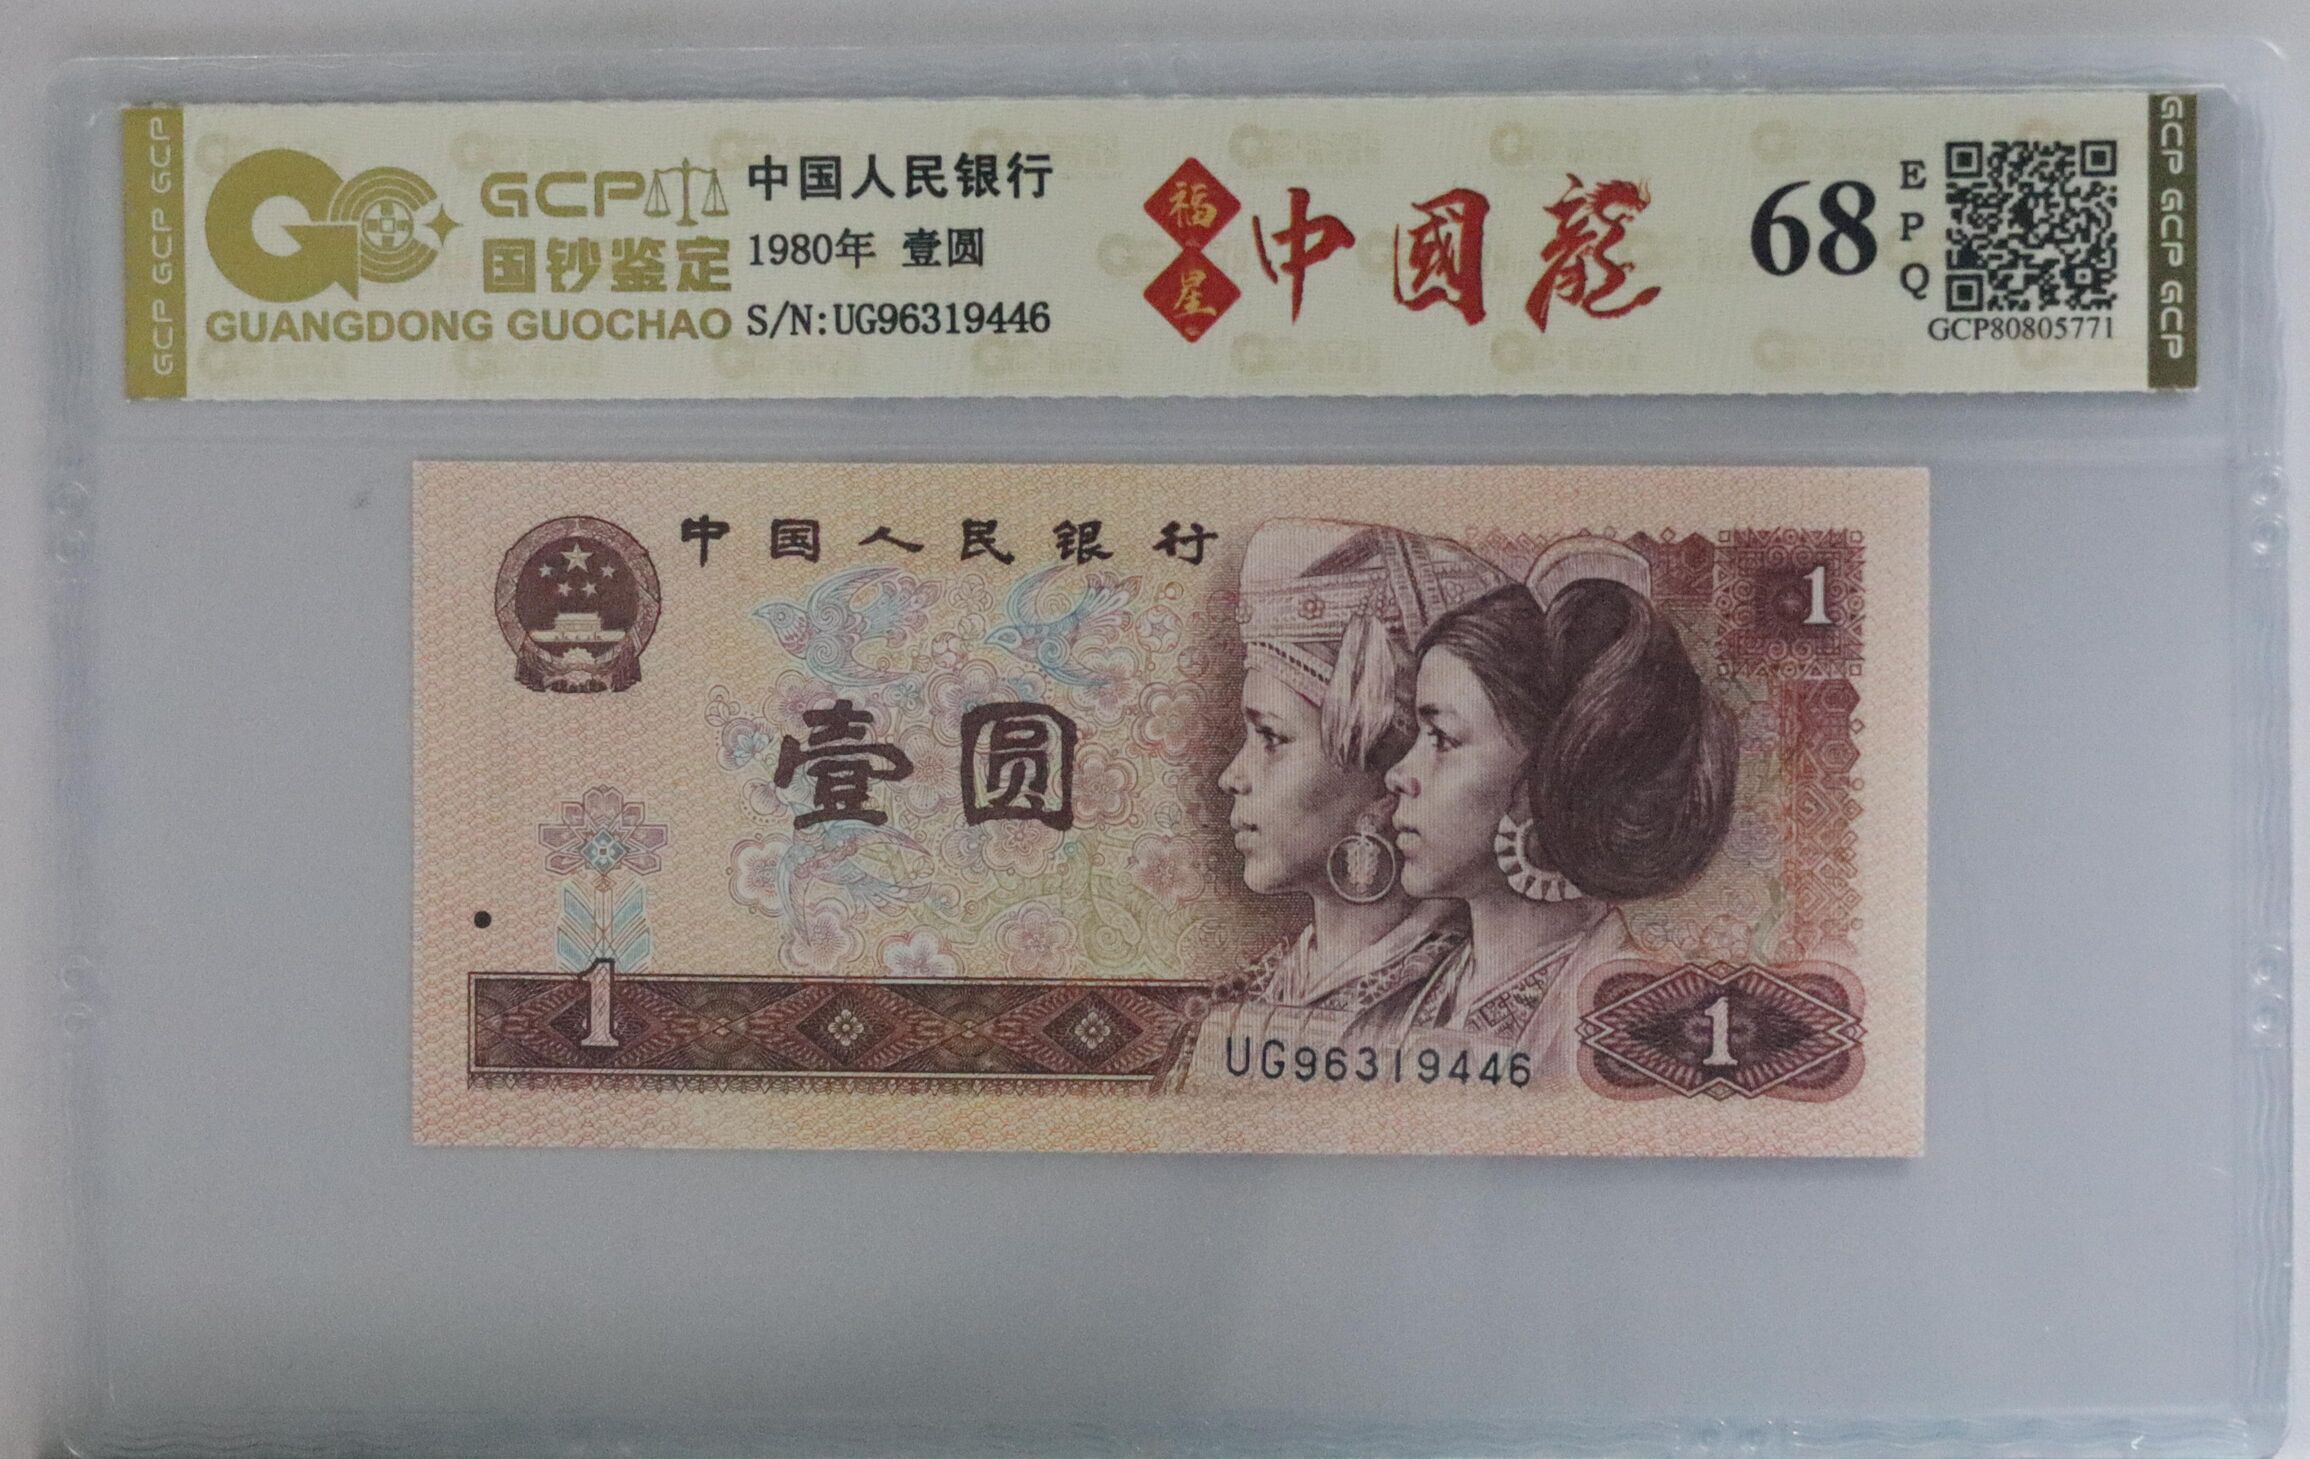 GCP GCP GCP
GCP
国钞鉴定
GUANGDONG GUOCHAO
中国人民银行
1980年 壹圆
S/N:UG96319446
福星
中國龍
68
EPQ
GCP80805771
GCP GCP GCP
中国人民银行
1
壹圆
1
UG96319446
1